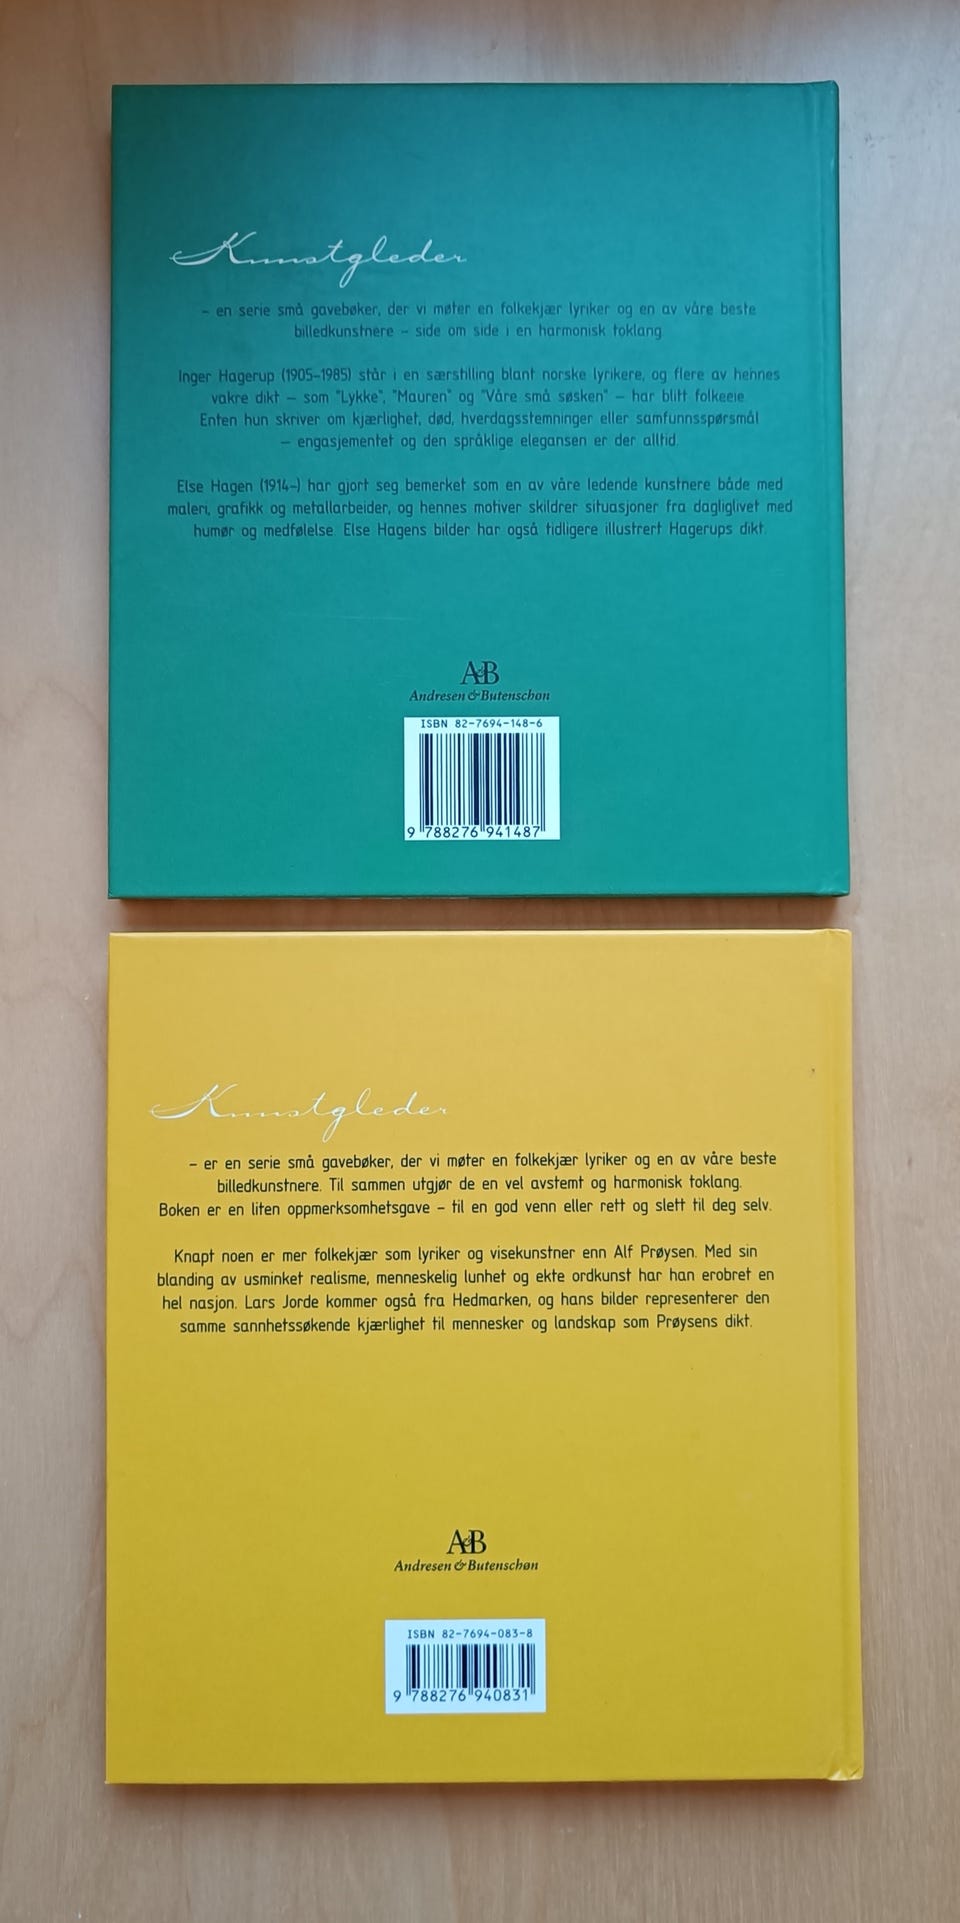 Kunstgleder
– en serie små gavebøker, der vi møter en folkekjær lyriker og en av våre beste
billedkunstnere – side om side i en harmonisk toklang.
Inger Hagerup (1905–1985) står i en særstilling blant norske lyrikere, og flere av hennes
vakre dikt – som "Lykke", "Mauren" og "Våre små søsken" – har blitt folkeeie.
Enten hun skriver om kjærlighet, død, hverdagsstemninger eller samfunnsspørsmål
– engasjementet og den språklige elegansen er der alltid.
Else Hagen (1914–) har gjort seg bemerket som en av våre ledende kunstnere både med
maleri, grafikk og metallarbeider, og hennes motiver skildrer situasjoner fra dagliglivet med
humør og medfølelse. Else Hagens bilder har også tidligere illustrert Hagerups dikt.
A&B
Andresen & Butenschøn
ISBN 82-7694-148-6
9 788276 941487
Kunstgleder
– er en serie små gavebøker, der vi møter en folkekjær lyriker og en av våre beste
billedkunstnere. Til sammen utgjør de en vel avstemt og harmonisk toklang.
Boken er en liten oppmerksomhetsgave – til en god venn eller rett og slett til deg selv.
Knapt noen er mer folkekjær som lyriker og visekunstner enn Alf Prøysen. Med sin
blanding av usminket realisme, menneskelig lunhet og ekte ordkunst har han erobret en
hel nasjon. Lars Jorde kommer også fra Hedmarken, og hans bilder representerer den
samme sannhetssøkende kjærlighet til mennesker og landskap som Prøysens dikt.
A&B
Andresen & Butenschøn
ISBN 82-7694-083-8
9 788276 940831